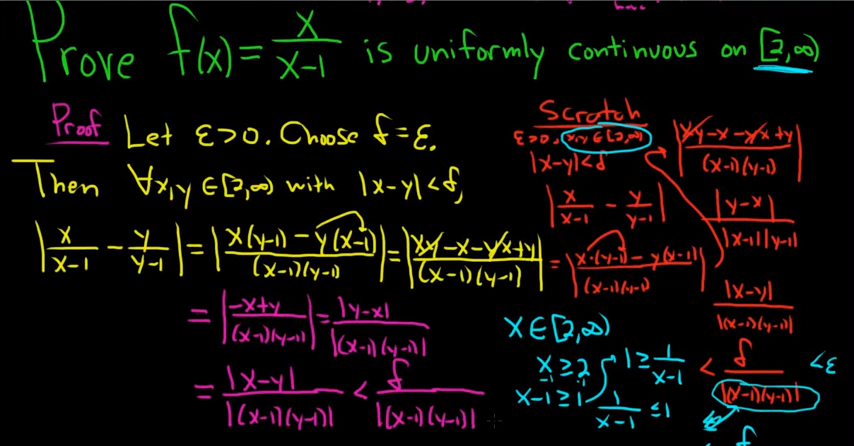 Prove f(x) = x/(x-1) is uniformly continuous on [2,∞)
Proof Let ε>0. Choose δ=ε.
Then ∀x,y∈[2,∞) with |x-y|<δ,
|x/(x-1) - y/(y-1)| = |(x(y-1) - y(x-1))/((x-1)(y-1))| = |(xy-x-yx+y)/((x-1)(y-1))|
= |(-x+y)/((x-1)(y-1))| = |y-x|/|(x-1)(y-1)|
= |x-y|/|(x-1)(y-1)| < δ/|(x-1)(y-1)|
Scratch
ε>0, x,y∈[2,∞)
|x-y|<δ
|x/(x-1) - y/(y-1)|
= |(x·(y-1) - y(x-1))/((x-1)(y-1))|
|(xy-x-yx+y)/((x-1)(y-1))|
|y-x|/(|x-1||y-1|)
|x-y|/|(x-1)(y-1)|
< δ/|(x-1)(y-1)| <ε
δ
x∈[2,∞)
x≥2
-1 -1
x-1≥1
1≥1/(x-1)
1/(x-1) ≤1